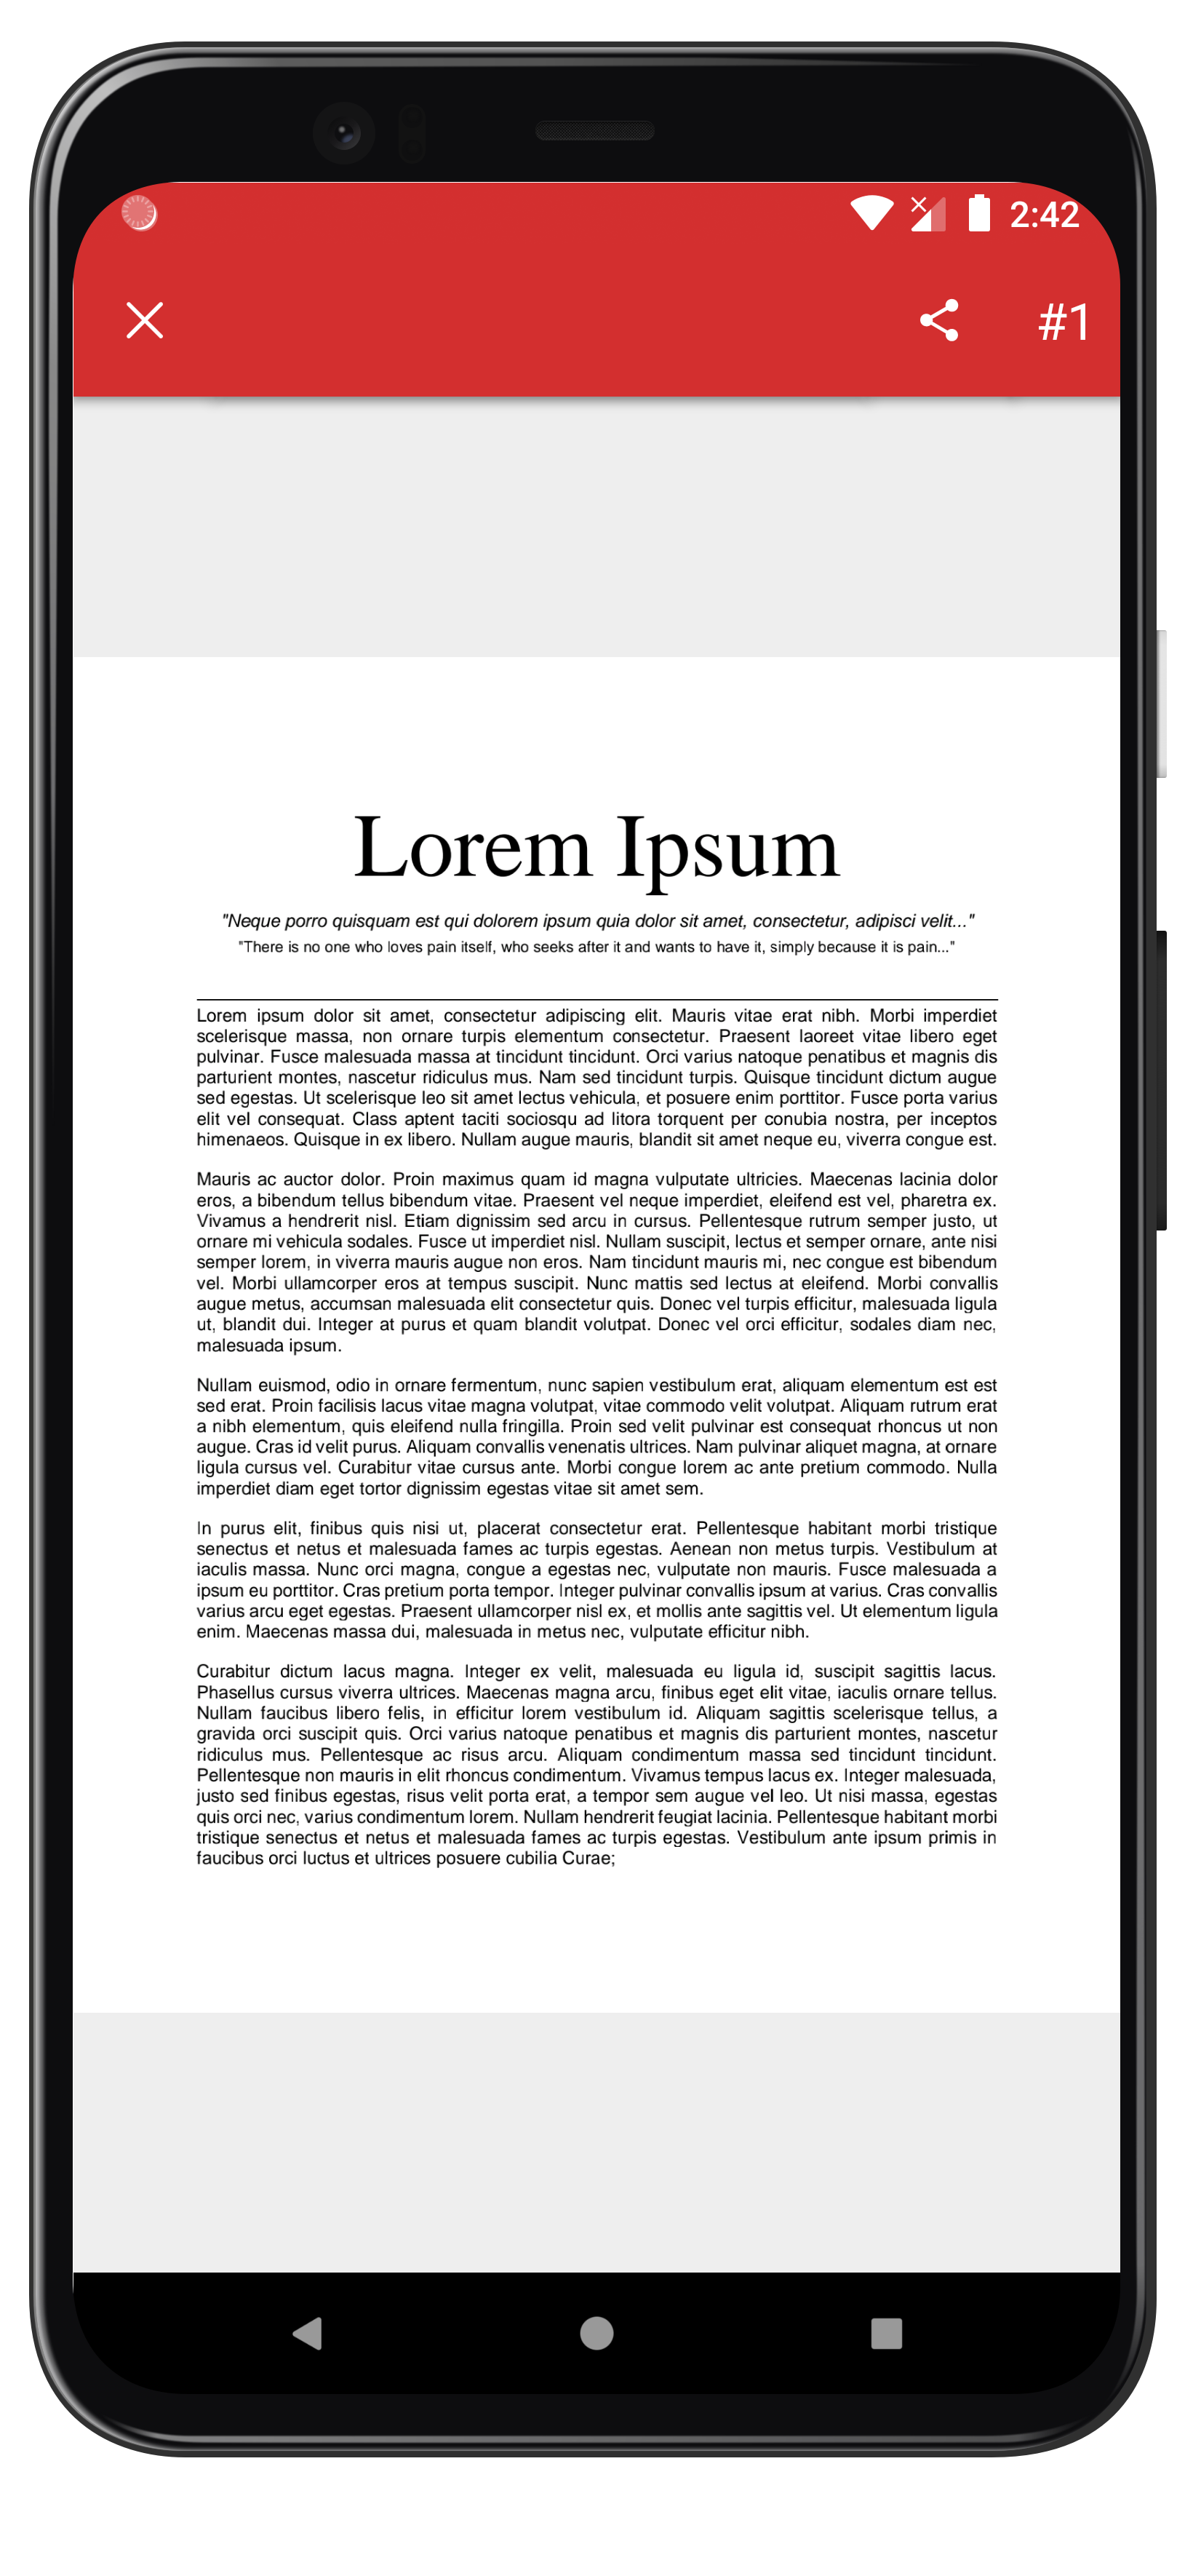 2:42
#1
Lorem Ipsum
"Neque porro quisquam est qui dolorem ipsum quia dolor sit amet, consectetur, adipisci velit..."
"There is no one who loves pain itself, who seeks after it and wants to have it, simply because it is pain..."
Lorem ipsum dolor sit amet, consectetur adipiscing elit. Mauris vitae erat nibh. Morbi imperdiet
scelerisque massa, non ornare turpis elementum consectetur. Praesent laoreet vitae libero eget
pulvinar. Fusce malesuada massa at tincidunt tincidunt. Orci varius natoque penatibus et magnis dis
parturient montes, nascetur ridiculus mus. Nam sed tincidunt turpis. Quisque tincidunt dictum augue
sed egestas. Ut scelerisque leo sit amet lectus vehicula, et posuere enim porttitor. Fusce porta varius
elit vel consequat. Class aptent taciti sociosqu ad litora torquent per conubia nostra, per inceptos
himenaeos. Quisque in ex libero. Nullam augue mauris, blandit sit amet neque eu, viverra congue est.
Mauris ac auctor dolor. Proin maximus quam id magna vulputate ultricies. Maecenas lacinia dolor
eros, a bibendum tellus bibendum vitae. Praesent vel neque imperdiet, eleifend est vel, pharetra ex.
Vivamus a hendrerit nisl. Etiam dignissim sed arcu in cursus. Pellentesque rutrum semper justo, ut
ornare mi vehicula sodales. Fusce ut imperdiet nisl. Nullam suscipit, lectus et semper ornare, ante nisi
semper lorem, in viverra mauris augue non eros. Nam tincidunt mauris mi, nec congue est bibendum
vel. Morbi ullamcorper eros at tempus suscipit. Nunc mattis sed lectus at eleifend. Morbi convallis
augue metus, accumsan malesuada elit consectetur quis. Donec vel turpis efficitur, malesuada ligula
ut, blandit dui. Integer at purus et quam blandit volutpat. Donec vel orci efficitur, sodales diam nec,
malesuada ipsum.
Nullam euismod, odio in ornare fermentum, nunc sapien vestibulum erat, aliquam elementum est est
sed erat. Proin facilisis lacus vitae magna volutpat, vitae commodo velit volutpat. Aliquam rutrum erat
a nibh elementum, quis eleifend nulla fringilla. Proin sed velit pulvinar est consequat rhoncus ut non
augue. Cras id velit purus. Aliquam convallis venenatis ultrices. Nam pulvinar aliquet magna, at ornare
ligula cursus vel. Curabitur vitae cursus ante. Morbi congue lorem ac ante pretium commodo. Nulla
imperdiet diam eget tortor dignissim egestas vitae sit amet sem.
In purus elit, finibus quis nisi ut, placerat consectetur erat. Pellentesque habitant morbi tristique
senectus et netus et malesuada fames ac turpis egestas. Aenean non metus turpis. Vestibulum at
iaculis massa. Nunc orci magna, congue a egestas nec, vulputate non mauris. Fusce malesuada a
ipsum eu porttitor. Cras pretium porta tempor. Integer pulvinar convallis ipsum at varius. Cras convallis
varius arcu eget egestas. Praesent ullamcorper nisl ex, et mollis ante sagittis vel. Ut elementum ligula
enim. Maecenas massa dui, malesuada in metus nec, vulputate efficitur nibh.
Curabitur dictum lacus magna. Integer ex velit, malesuada eu ligula id, suscipit sagittis lacus.
Phasellus cursus viverra ultrices. Maecenas magna arcu, finibus eget elit vitae, iaculis ornare tellus.
Nullam faucibus libero felis, in efficitur lorem vestibulum id. Aliquam sagittis scelerisque tellus, a
gravida orci suscipit quis. Orci varius natoque penatibus et magnis dis parturient montes, nascetur
ridiculus mus. Pellentesque ac risus arcu. Aliquam condimentum massa sed tincidunt tincidunt.
Pellentesque non mauris in elit rhoncus condimentum. Vivamus tempus lacus ex. Integer malesuada,
justo sed finibus egestas, risus velit porta erat, a tempor sem augue vel leo. Ut nisi massa, egestas
quis orci nec, varius condimentum lorem. Nullam hendrerit feugiat lacinia. Pellentesque habitant morbi
tristique senectus et netus et malesuada fames ac turpis egestas. Vestibulum ante ipsum primis in
faucibus orci luctus et ultrices posuere cubilia Curae;